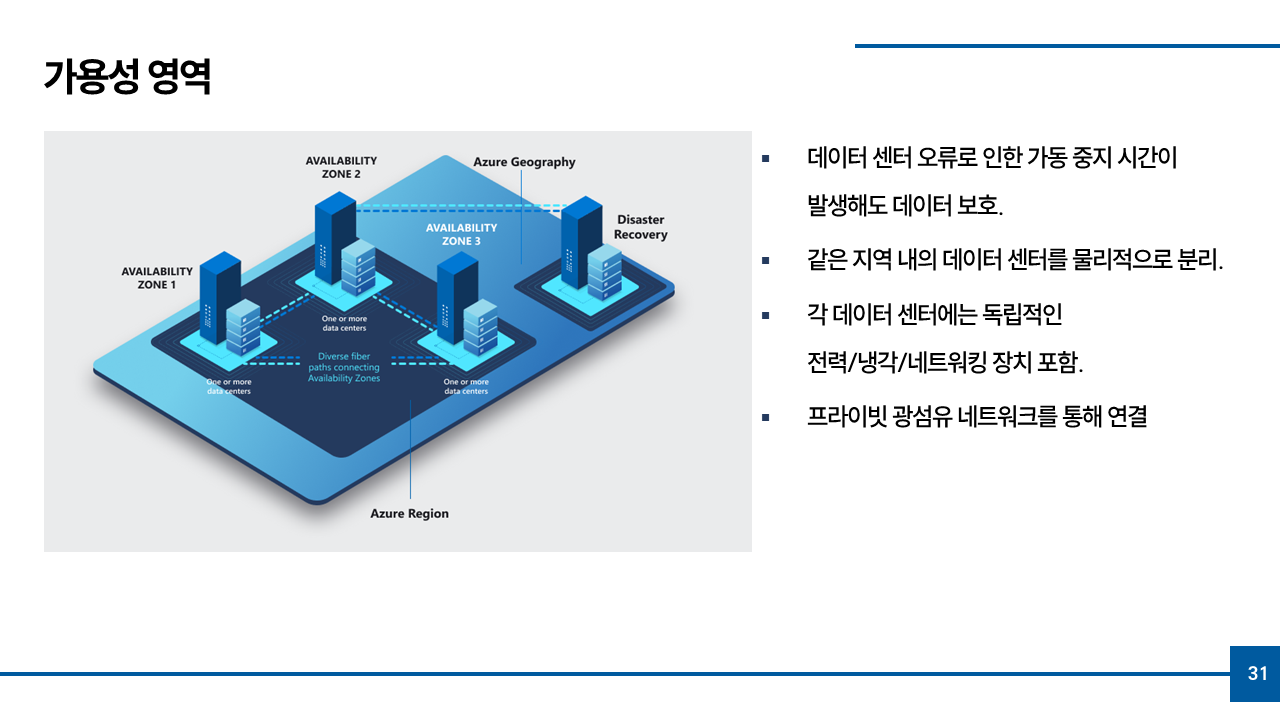 가용성 영역
AVAILABILITY
ZONE 2
Azure Geography
Disaster
Recovery
AVAILABILITY
ZONE 3
AVAILABILITY
ZONE 1
One or more
data centers
Diverse fiber
paths connecting
Availability Zones
One or more
data centers
One or more
data centers
Azure Region
데이터 센터 오류로 인한 가동 중지 시간이
발생해도 데이터 보호.
같은 지역 내의 데이터 센터를 물리적으로 분리.
각 데이터 센터에는 독립적인
전력/냉각/네트워킹 장치 포함.
프라이빗 광섬유 네트워크를 통해 연결
31